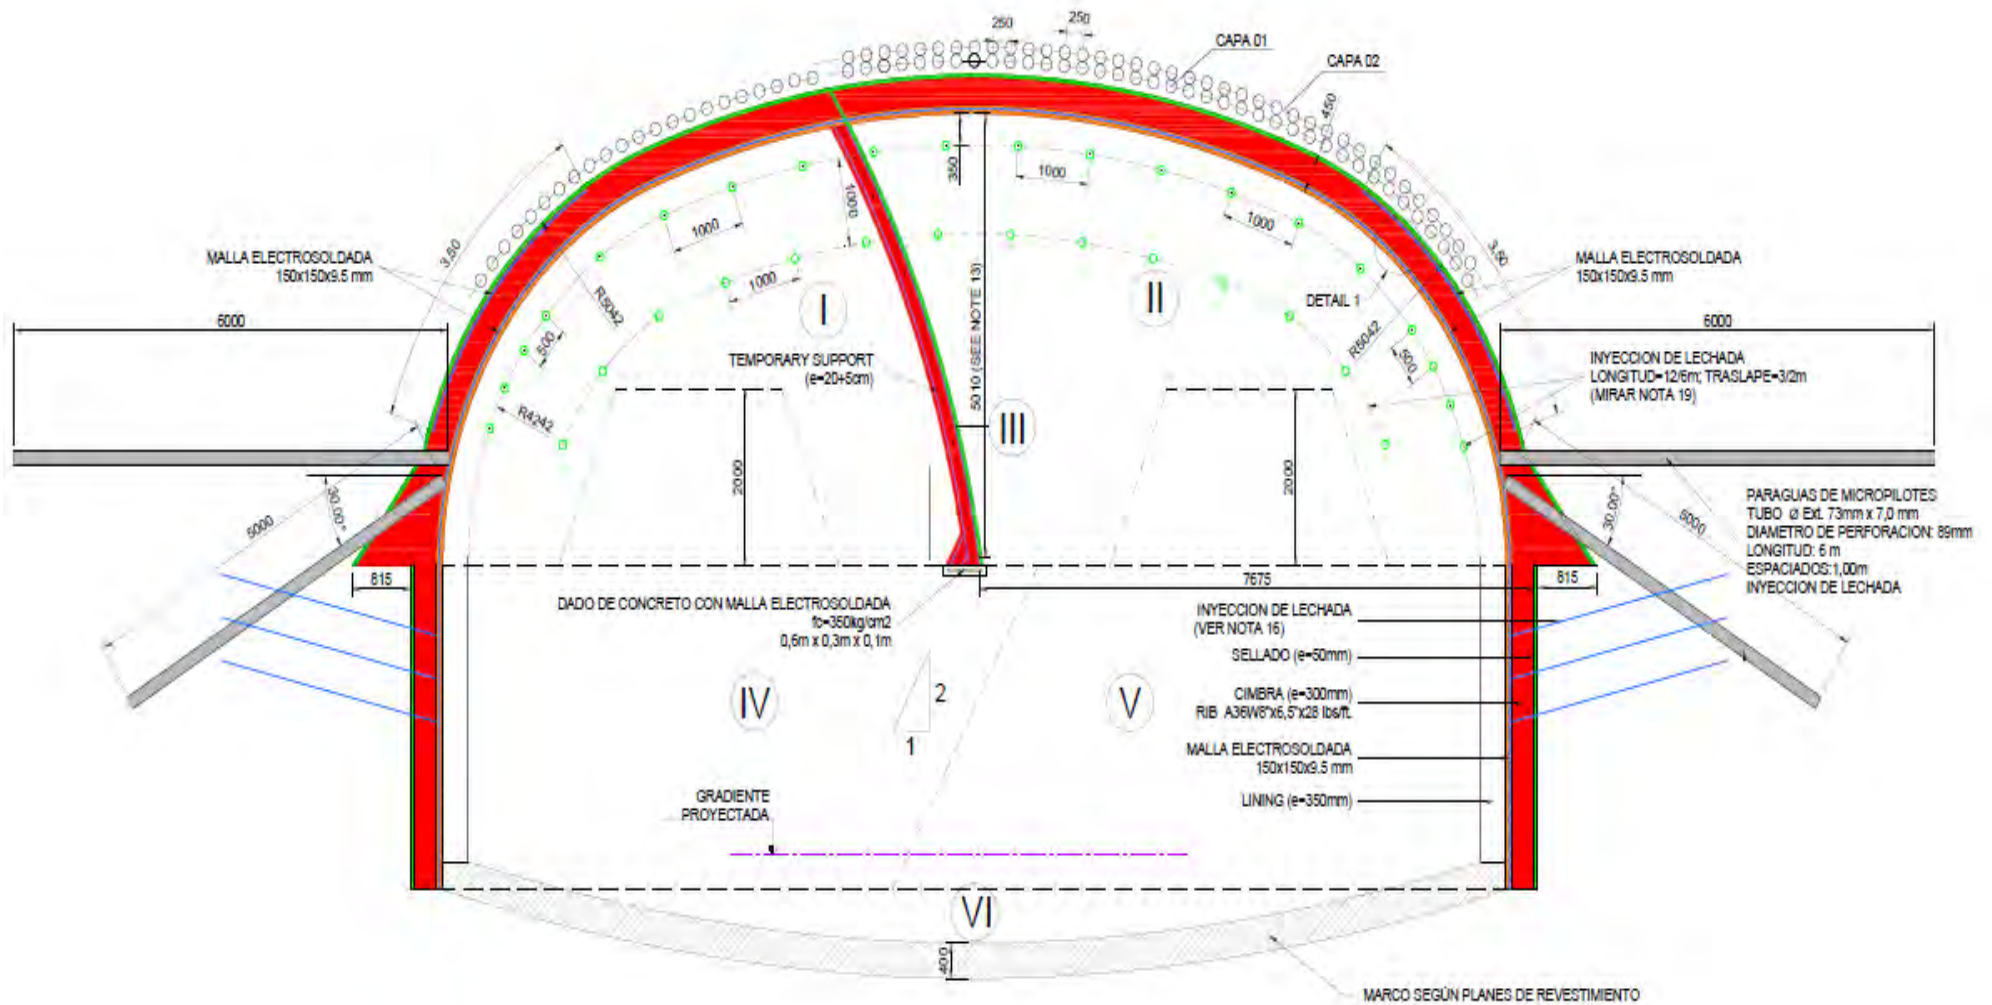 250
250
CAPA 01
CAPA 02
450
3.50
350
1000
1000
1000
1000
1000
3.50
MALLA ELECTROSOLDADA
150x150x9.5 mm
MALLA ELECTROSOLDADA
150x150x9.5 mm
R5042
I
II
DETAIL 1
R5042
500
500
6000
6000
TEMPORARY SUPPORT
(e=20+5cm)
5010 (SEE NOTE 13)
INYECCION DE LECHADA
LONGITUD=12/6m; TRASLAPE=3/2m
(MIRAR NOTA 19)
R4242
III
2000
2000
30.00°
30.00°
5000
PARAGUAS DE MICROPILOTES
TUBO Ø Ext. 73mm x 7,0 mm
DIAMETRO DE PERFORACION: 89mm
LONGITUD: 6 m
ESPACIADOS:1,00m
INYECCION DE LECHADA
815
7675
815
DADO DE CONCRETO CON MALLA ELECTROSOLDADA
fc=350kg/cm2
0,6m x 0,3m x 0,1m
INYECCION DE LECHADA
(VER NOTA 16)
SELLADO (e=50mm)
IV
2
1
V
CIMBRA (e=300mm)
RIB A36W8"x6,5"x28 lbs/ft.
MALLA ELECTROSOLDADA
150x150x9.5 mm
LINING (e=350mm)
GRADIENTE
PROYECTADA
VI
400
MARCO SEGÚN PLANES DE REVESTIMIENTO